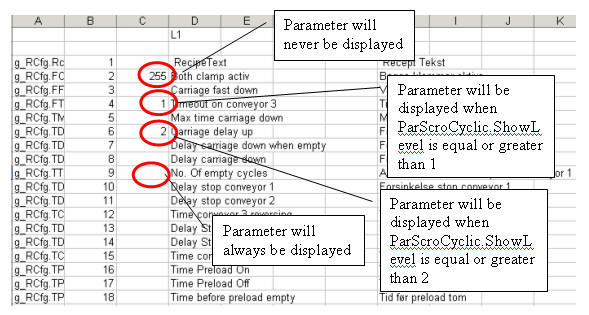 A B C D E H I J K
L1
Parameter will
never be displayed
g_RCfg.Rc 1 RecipeText Recept Tekst
g_RCfg.FC 2 255 Both clamp activ
g_RCfg.FF 3 Carriage fast down
g_RCfg.FT 4 1 Timeout on conveyor 3
g_RCfg.TM 5 Max time carriage down
g_RCfg.TD 6 2 Carriage delay up
g_RCfg.TD 7 Delay carriage down when empty
g_RCfg.TD 8 Delay carriage down
g_RCfg.TT 9 No. Of empty cycles
g_RCfg.TD 10 Delay stop conveyor 1 Forsinkelse stop conveyor 1
g_RCfg.TD 11 Delay stop conveyor 2
g_RCfg.TC 12 Time conveyor 3 reversing
g_RCfg.TD 13 Delay St
g_RCfg.TD 14 Delay St
g_RCfg.TC 15 Time con
g_RCfg.TP 16 Time Preload On
g_RCfg.TP 17 Time Preload Off
g_RCfg.TP 18 Time before preload empty Tid før preload tom
Parameter will be
displayed when
ParScroCyclic.ShowL
evel is equal or greater
than 1
Parameter will be
displayed when
ParScroCyclic.ShowL
evel is equal or greater
than 2
Parameter will
always be displayed